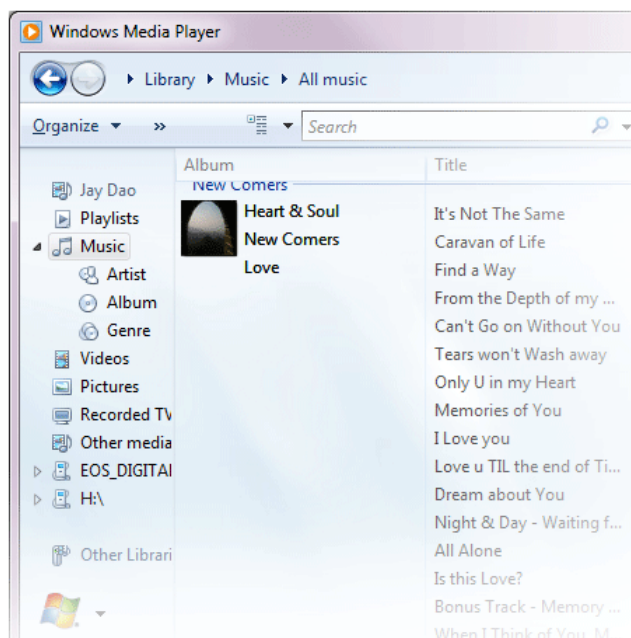 Windows Media Player
Library Music All music
Organize » Search
Album Title
Jay Dao
Playlists
Music
Artist
Album
Genre
Videos
Pictures
Recorded TV
Other media
EOS_DIGITAL
H:\
Other Librari
New Comers
Heart & Soul
New Comers
Love
It's Not The Same
Caravan of Life
Find a Way
From the Depth of my ...
Can't Go on Without You
Tears won't Wash away
Only U in my Heart
Memories of You
I Love you
Love u TIL the end of Ti...
Dream about You
Night & Day - Waiting f...
All Alone
Is this Love?
Bonus Track - Memory ...
When I Think of You, M...